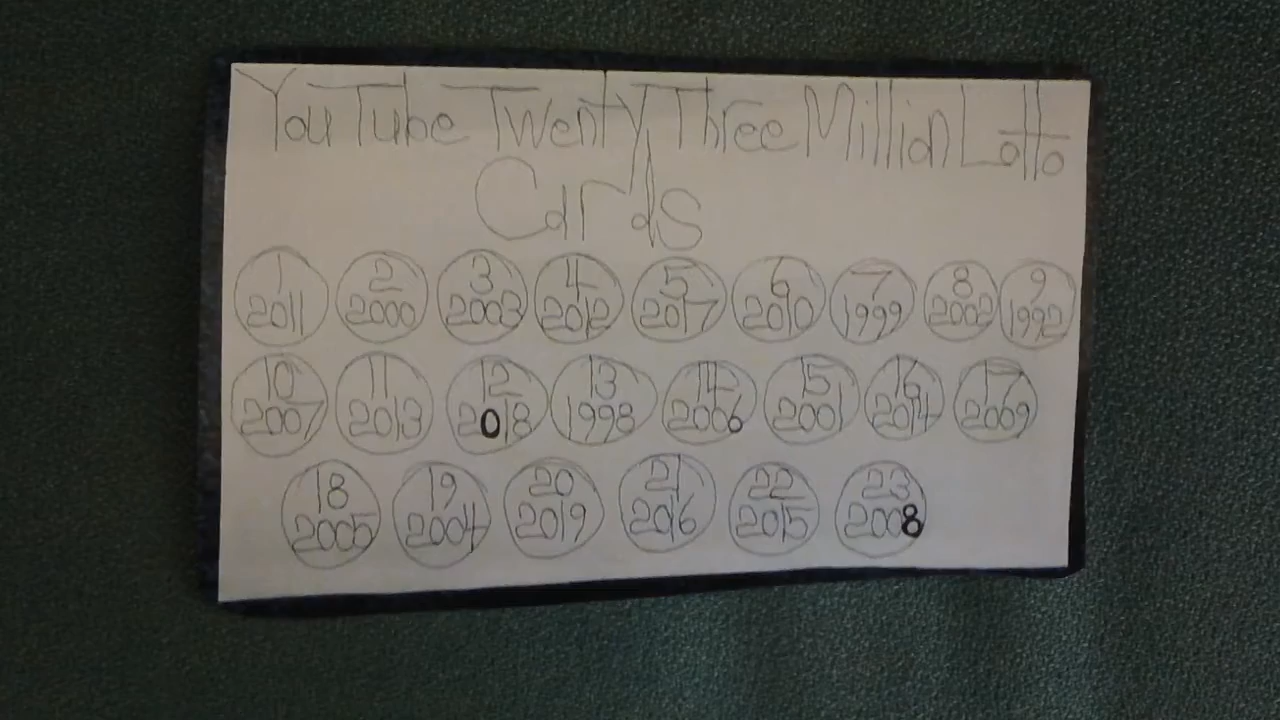 YouTube Twenty Three Million Lotto
Cards
1 2 3 4 5 6 7 8 9
2011 2000 2003 2012 2017 2010 1999 2002 1992
10 11 12 13 14 15 16 17
2007 2013 2018 1998 2006 2001 2014 2009
18 19 20 21 22 23
2005 2004 2019 2016 2015 2008